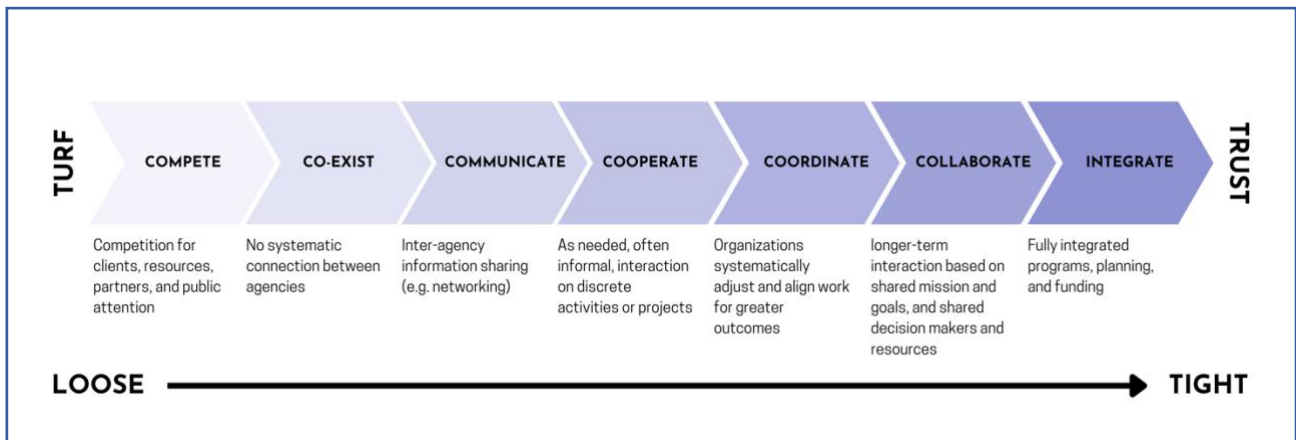 TURF
COMPETE
CO-EXIST
COMMUNICATE
COOPERATE
COORDINATE
COLLABORATE
INTEGRATE
TRUST
Competition for
clients, resources,
partners, and public
attention
No systematic
connection between
agencies
Inter-agency
information sharing
(e.g. networking)
As needed, often
informal, interaction
on discrete
activities or projects
Organizations
systematically
adjust and align work
for greater
outcomes
longer-term
interaction based on
shared mission and
goals, and shared
decision makers and
resources
Fully integrated
programs, planning,
and funding
LOOSE
TIGHT